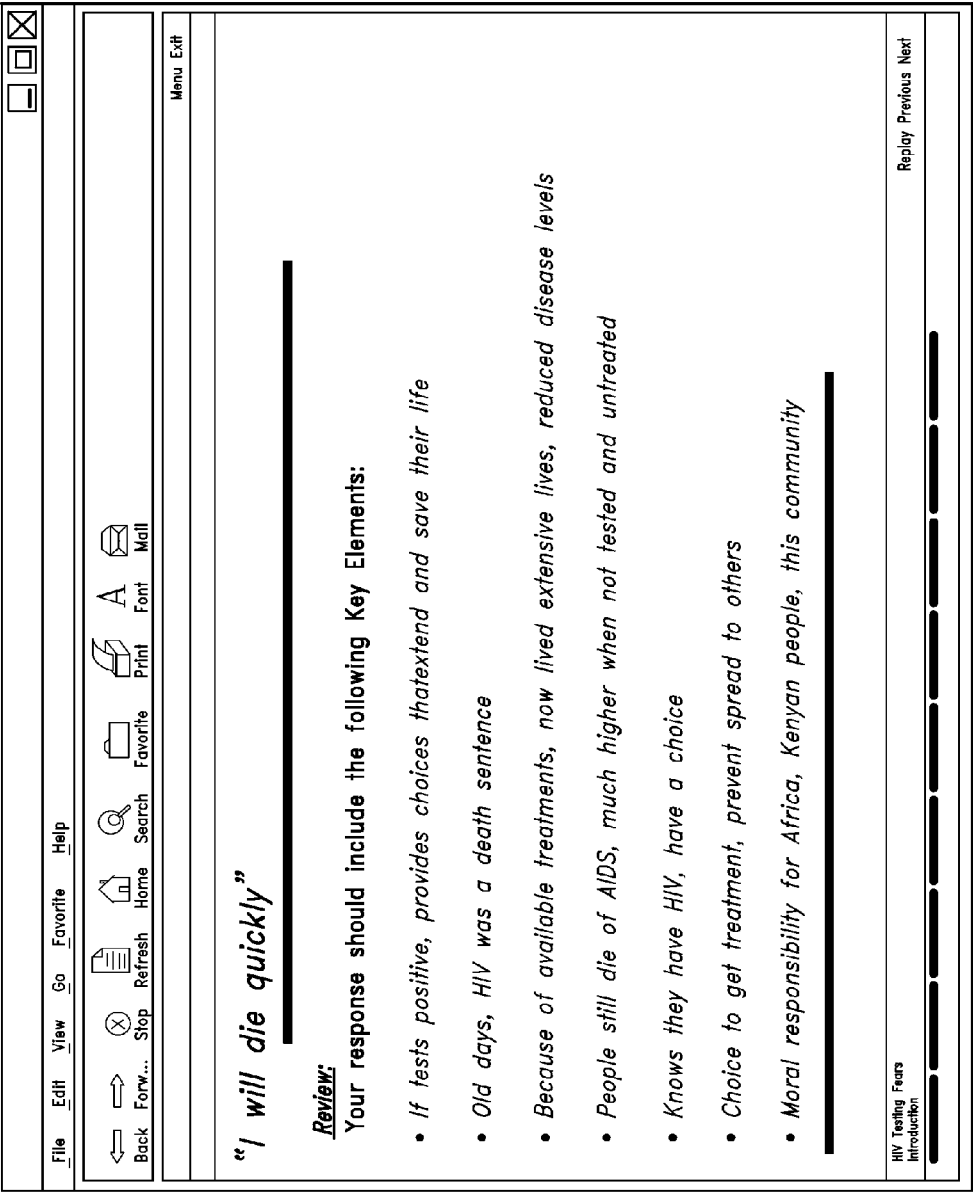 File Edit View Go Favorite Help
Back Forw... Stop Refresh Home Search Favorite Print Font Mail
Menu Exit
“I will die quickly”
Review:
Your response should include the following Key Elements:
• If tests positive, provides choices thatextend and save their life
• Old days, HIV was a death sentence
• Because of available treatments, now lived extensive lives, reduced disease levels
• People still die of AIDS, much higher when not tested and untreated
• Knows they have HIV, have a choice
• Choice to get treatment, prevent spread to others
• Moral responsibility for Africa, Kenyan people, this community
HIV Testing Fears
Introduction
Replay Previous Next